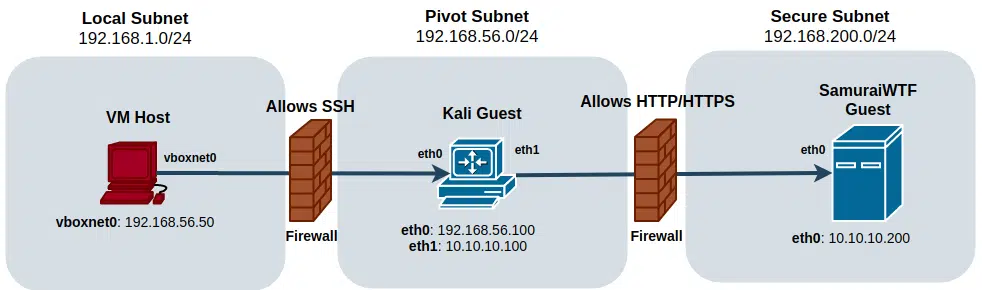 Local Subnet
192.168.1.0/24
Pivot Subnet
192.168.56.0/24
Secure Subnet
192.168.200.0/24
VM Host
vboxnet0
vboxnet0: 192.168.56.50
Allows SSH
Firewall
Kali Guest
eth0
eth1
eth0: 192.168.56.100
eth1: 10.10.10.100
Allows HTTP/HTTPS
Firewall
SamuraiWTF
Guest
eth0
eth0: 10.10.10.200